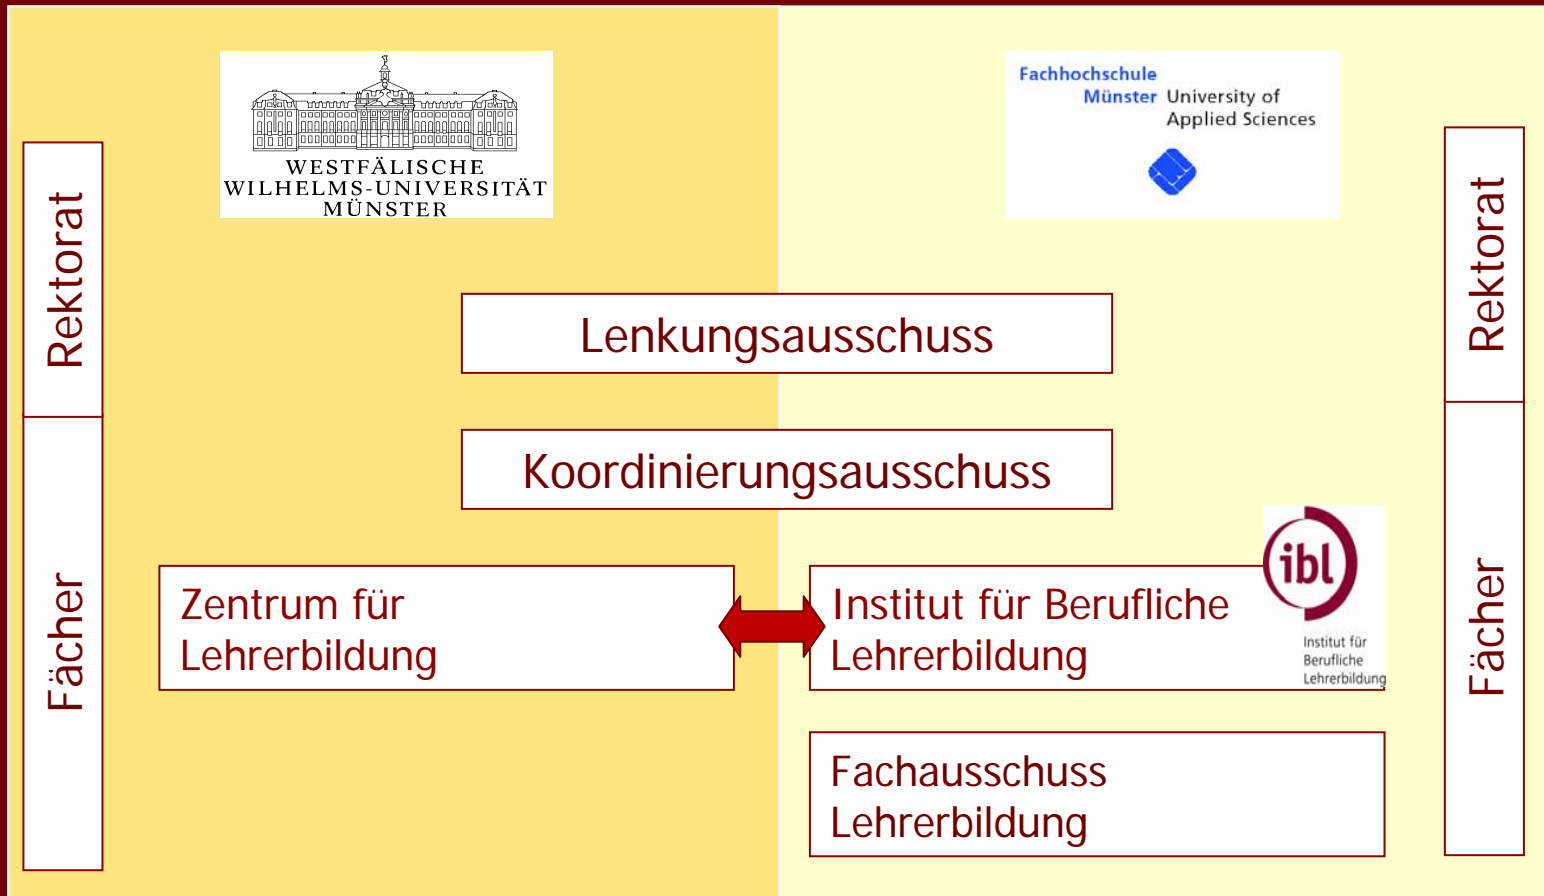 WESTFÄLISCHE
WILHELMS-UNIVERSITÄT
MÜNSTER
Fachhochschule
Münster University of
Applied Sciences
Rektorat
Fächer
Rektorat
Fächer
Lenkungsausschuss
Koordinierungsausschuss
Zentrum für
Lehrerbildung
Institut für Berufliche
Lehrerbildung
ibl
Institut für
Berufliche
Lehrerbildung
Fachausschuss
Lehrerbildung